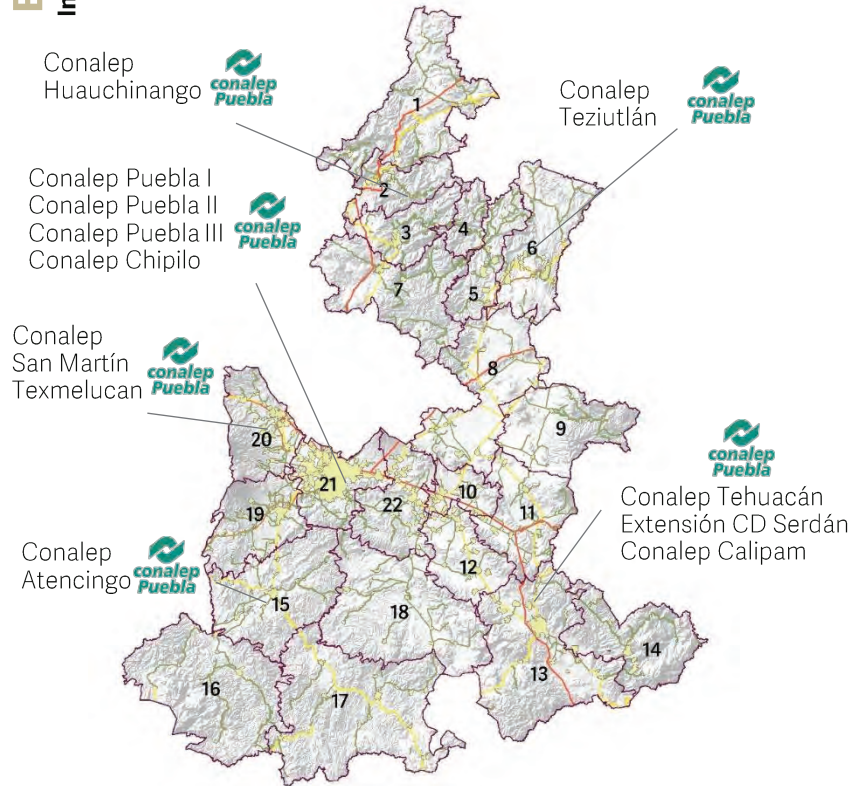 Conalep
Huauchinango
conalep
Puebla
Conalep
Teziutlán
conalep
Puebla
Conalep Puebla I
Conalep Puebla II
Conalep Puebla III
Conalep Chipilo
conalep
Puebla
Conalep
San Martín
Texmelucan
conalep
Puebla
conalep
Puebla
Conalep Tehuacán
Extensión CD Serdán
Conalep Calipam
Conalep
Atencingo
conalep
Puebla
1
2
3
4
5
6
7
8
9
10
11
12
13
14
15
16
17
18
19
20
21
22